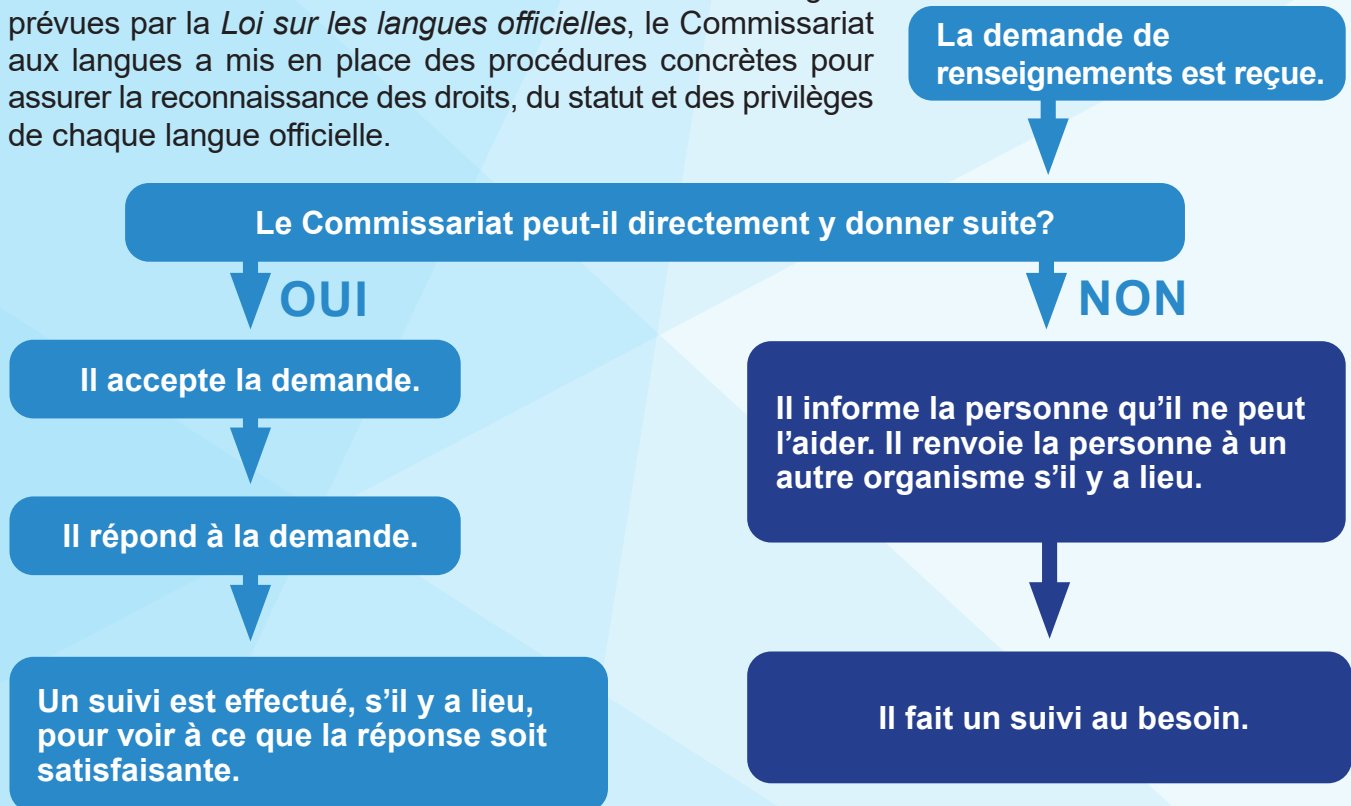 prévues par la Loi sur les langues officielles, le Commissariat
aux langues a mis en place des procédures concrètes pour
assurer la reconnaissance des droits, du statut et des privilèges
de chaque langue officielle.
La demande de
renseignements est reçue.
Le Commissariat peut-il directement y donner suite?
OUI
NON
Il accepte la demande.
Il répond à la demande.
Un suivi est effectué, s’il y a lieu,
pour voir à ce que la réponse soit
satisfaisante.
Il informe la personne qu’il ne peut
l’aider. Il renvoie la personne à un
autre organisme s’il y a lieu.
Il fait un suivi au besoin.